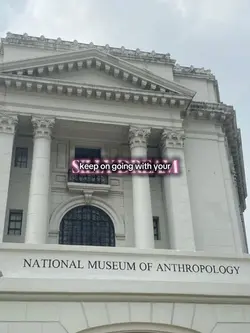 keep on going with your
NATIONAL MUSEUM OF ANTHROPOLOGY